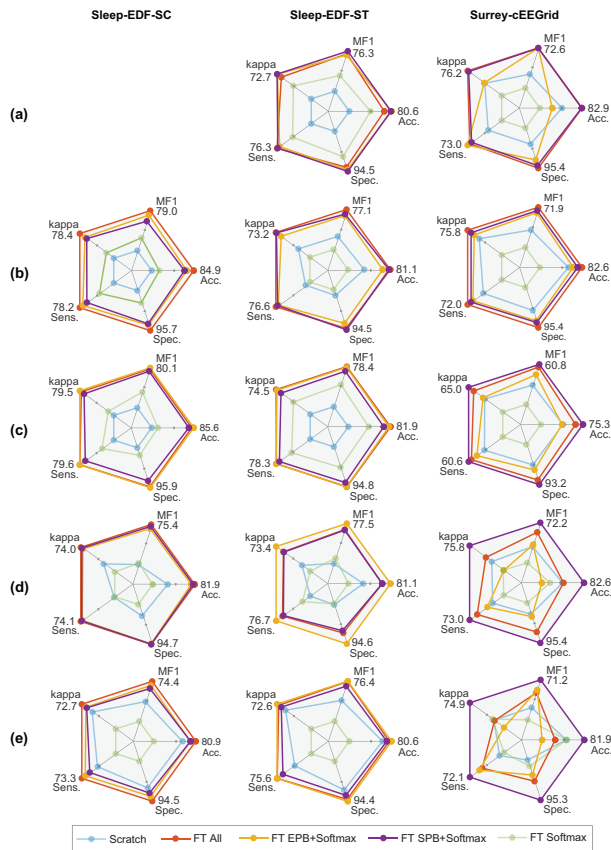 Sleep-EDF-SC Sleep-EDF-ST Surrey-cEEGrid
(a)
MF1 76.3 kappa 72.7 80.6 Acc. 76.3 Sens. 94.5 Spec.
MF1 72.6 kappa 76.2 82.9 Acc. 73.0 Sens. 95.4 Spec.
(b)
MF1 79.0 kappa 78.4 84.9 Acc. 78.2 Sens. 95.7 Spec.
MF1 77.1 kappa 73.2 81.1 Acc. 76.6 Sens. 94.5 Spec.
MF1 71.9 kappa 75.8 82.6 Acc. 72.0 Sens. 95.4 Spec.
(c)
MF1 80.1 kappa 79.5 85.6 Acc. 79.6 Sens. 95.9 Spec.
MF1 78.4 kappa 74.5 81.9 Acc. 78.3 Sens. 94.8 Spec.
MF1 60.8 kappa 65.0 75.3 Acc. 60.6 Sens. 93.2 Spec.
(d)
MF1 75.4 kappa 74.0 81.9 Acc. 74.1 Sens. 94.7 Spec.
MF1 77.5 kappa 73.4 81.1 Acc. 76.7 Sens. 94.6 Spec.
MF1 72.2 kappa 75.8 82.6 Acc. 73.0 Sens. 95.4 Spec.
(e)
MF1 74.4 kappa 72.7 80.9 Acc. 73.3 Sens. 94.5 Spec.
MF1 76.4 kappa 72.6 80.6 Acc. 75.6 Sens. 94.4 Spec.
MF1 71.2 kappa 74.9 81.9 Acc. 72.1 Sens. 95.3 Spec.
Scratch FT All FT EPB+Softmax FT SPB+Softmax FT Softmax